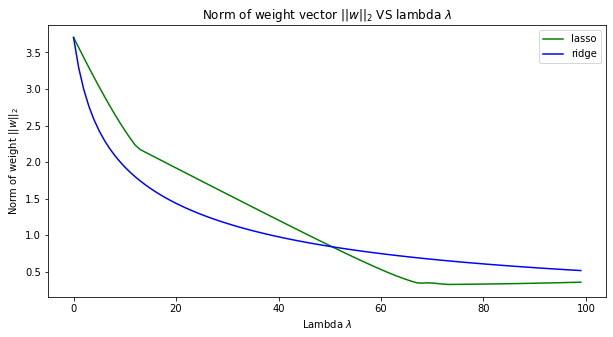 Norm of weight vector ||w||₂ VS lambda λ
lasso
ridge
Norm of weight ||w||₂
3.5
3.0
2.5
2.0
1.5
1.0
0.5
0
20
40
60
80
100
Lambda λ